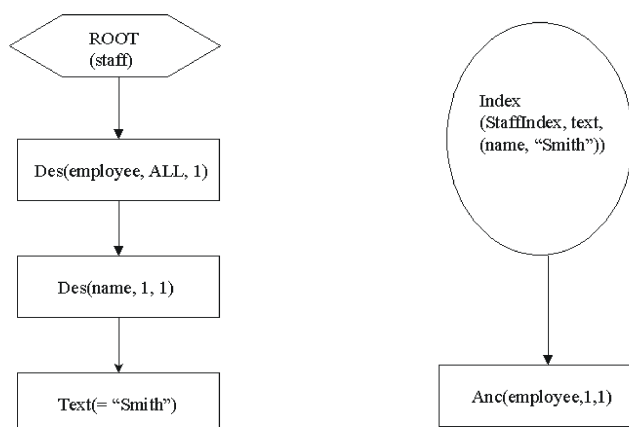 ROOT
(staff)
Des(employee, ALL, 1)
Des(name, 1, 1)
Text(= “Smith”)
Index
(StaffIndex, text,
(name, “Smith”))
Anc(employee,1,1)